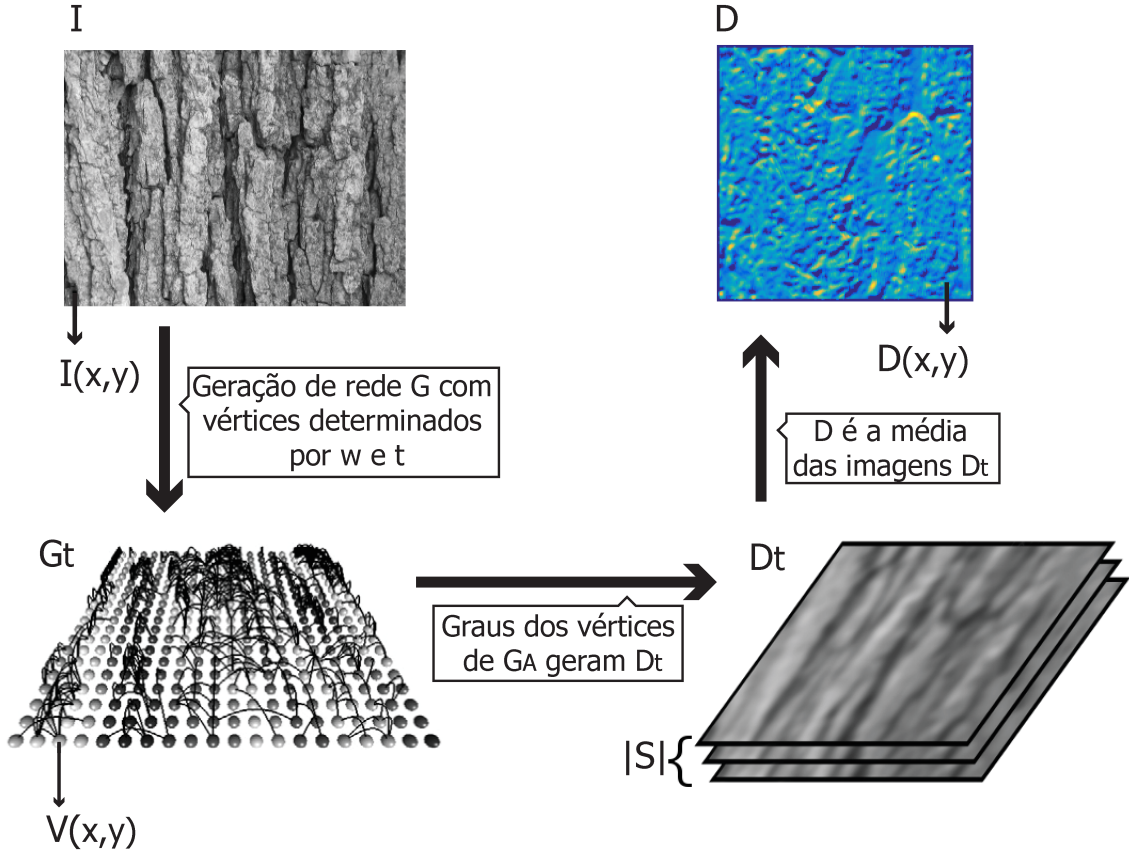 I
D
I(x,y)
D(x,y)
Geração de rede G com
vértices determinados
por w e t
D é a média
das imagens Dt
Gt
Dt
Graus dos vértices
de GA geram Dt
|S|{
V(x,y)